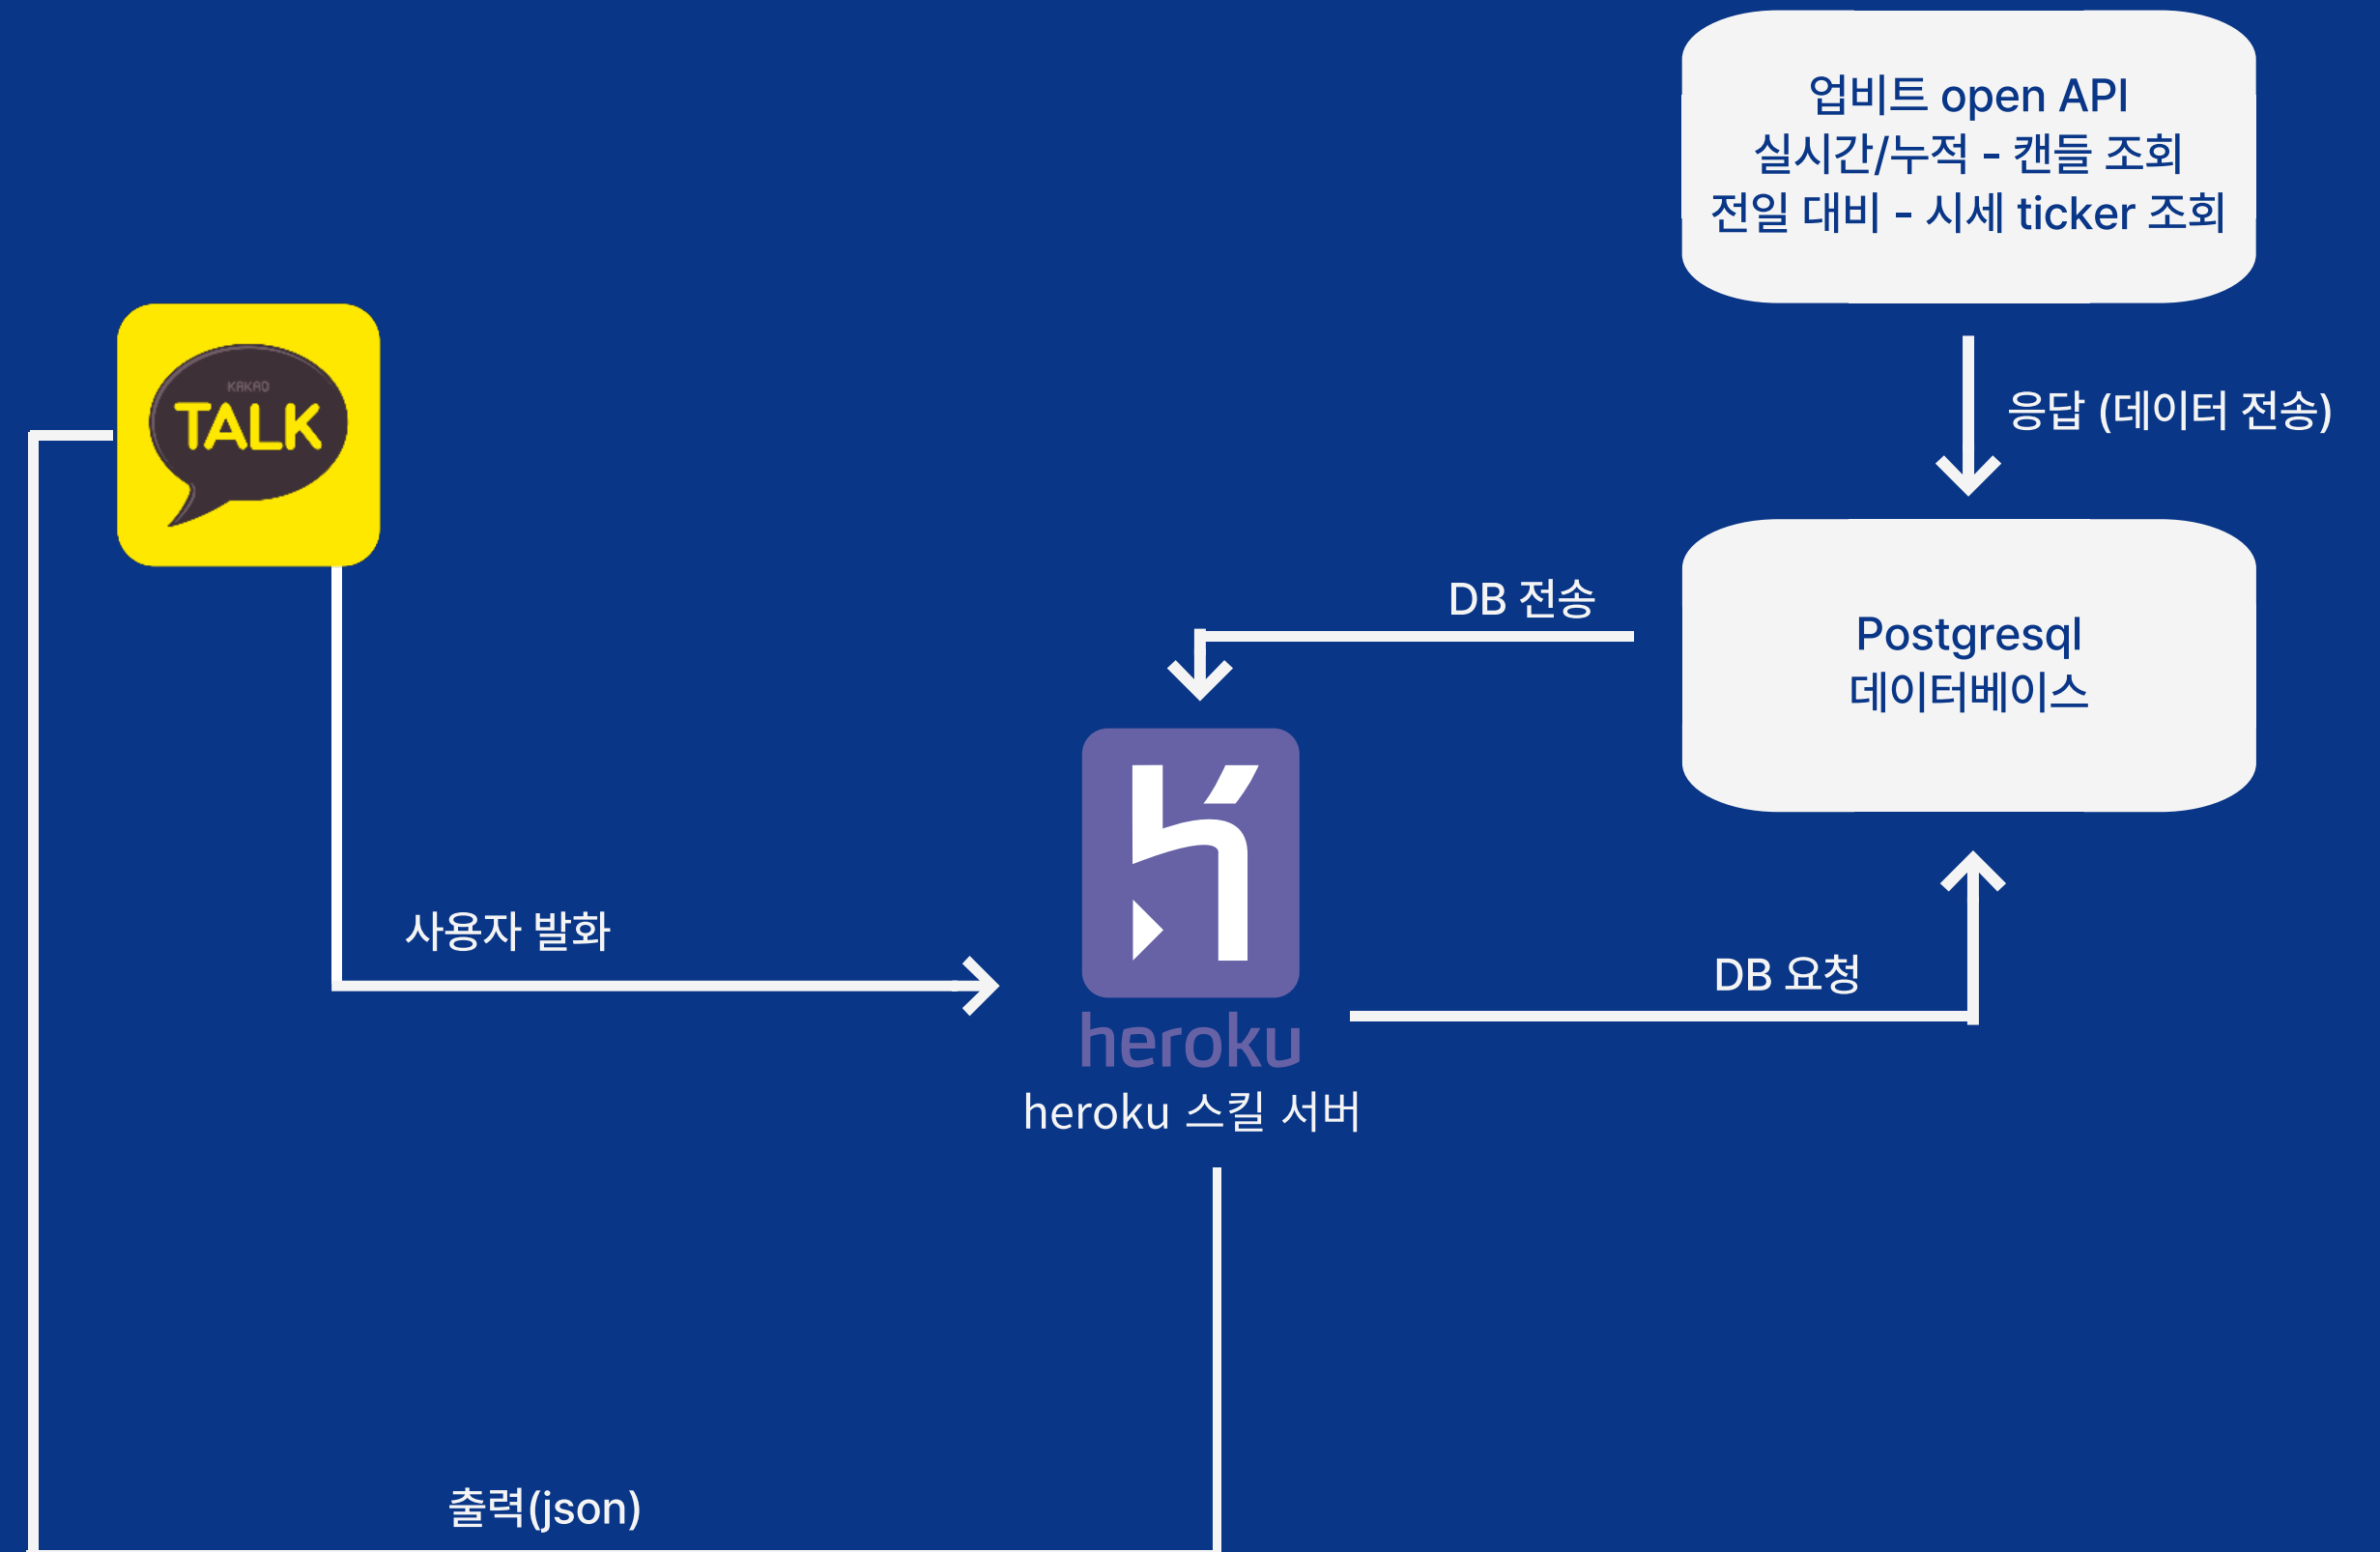 업비트 open API
실시간/누적 - 캔들 조회
전일 대비 - 시세 ticker 조회
KAKAO
TALK
응답 (데이터 전송)
DB 전송
Postgresql
데이터베이스
사용자 발화
DB 요청
heroku
heroku 스킬 서버
출력(json)